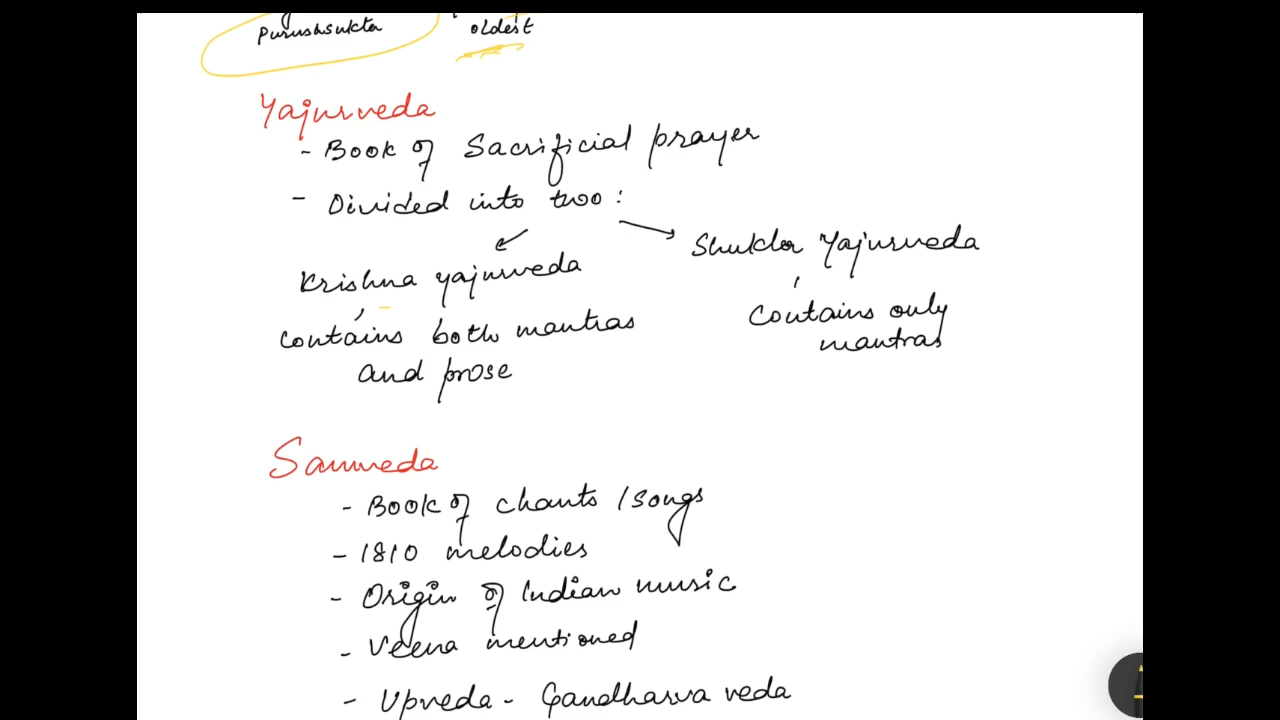 Purushsukta oldest
Yajurveda
- Book of Sacrificial prayer
- Divided into two :
Krishna yajurveda
Shukla Yajurveda
contains both mantras
and prose
Contains only
mantras
Samveda
- Book of chants / songs
- 1810 melodies
- Origin of Indian music
- Veena mentioned
- Upveda - Gandharva veda